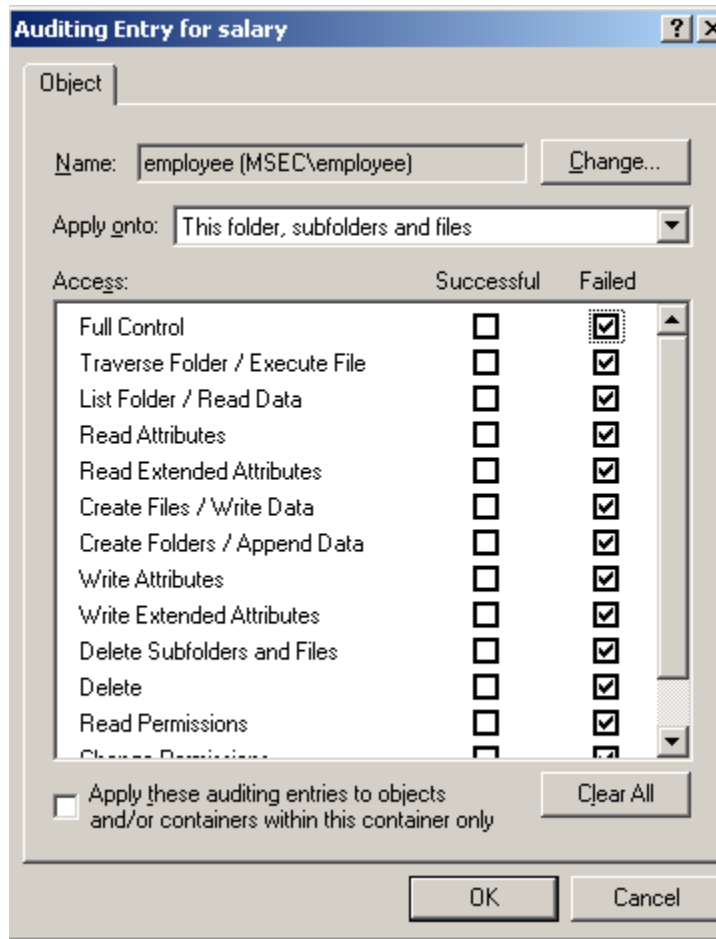 Auditing Entry for salary
Object
Name: employee (MSEC\employee) Change...
Apply onto: This folder, subfolders and files
Access: Successful Failed
Full Control
Traverse Folder / Execute File
List Folder / Read Data
Read Attributes
Read Extended Attributes
Create Files / Write Data
Create Folders / Append Data
Write Attributes
Write Extended Attributes
Delete Subfolders and Files
Delete
Read Permissions
Change Permissions
Apply these auditing entries to objects Clear All
and/or containers within this container only
OK Cancel